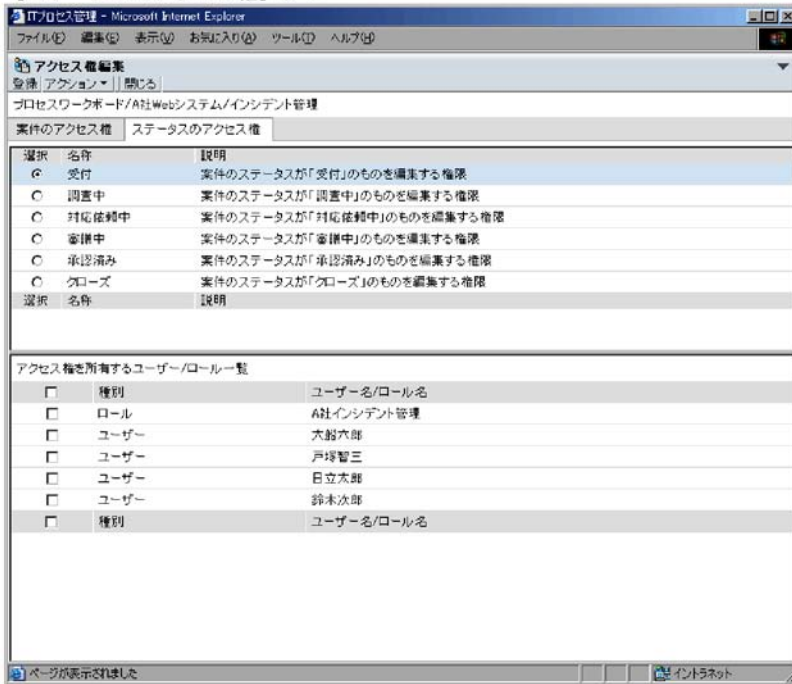 ITプロセス管理 - Microsoft Internet Explorer
ファイル(F) 編集(E) 表示(V) お気に入り(A) ツール(T) ヘルプ(H)
アクセス権編集
登録 アクション 閉じる
プロセスワークボード/A社Webシステム/インシデント管理
案件のアクセス権 ステータスのアクセス権
選択 名称 説明
受付 案件のステータスが「受付」のものを編集する権限
調査中 案件のステータスが「調査中」のものを編集する権限
対応依頼中 案件のステータスが「対応依頼中」のものを編集する権限
審議中 案件のステータスが「審議中」のものを編集する権限
承認済み 案件のステータスが「承認済み」のものを編集する権限
クローズ 案件のステータスが「クローズ」のものを編集する権限
選択 名称 説明
アクセス権を所有するユーザー/ロール一覧
種別 ユーザー名/ロール名
ロール A社インシデント管理
ユーザー 大船六郎
ユーザー 戸塚智三
ユーザー 日立太郎
ユーザー 鈴木次郎
種別 ユーザー名/ロール名
ページが表示されました イントラネット